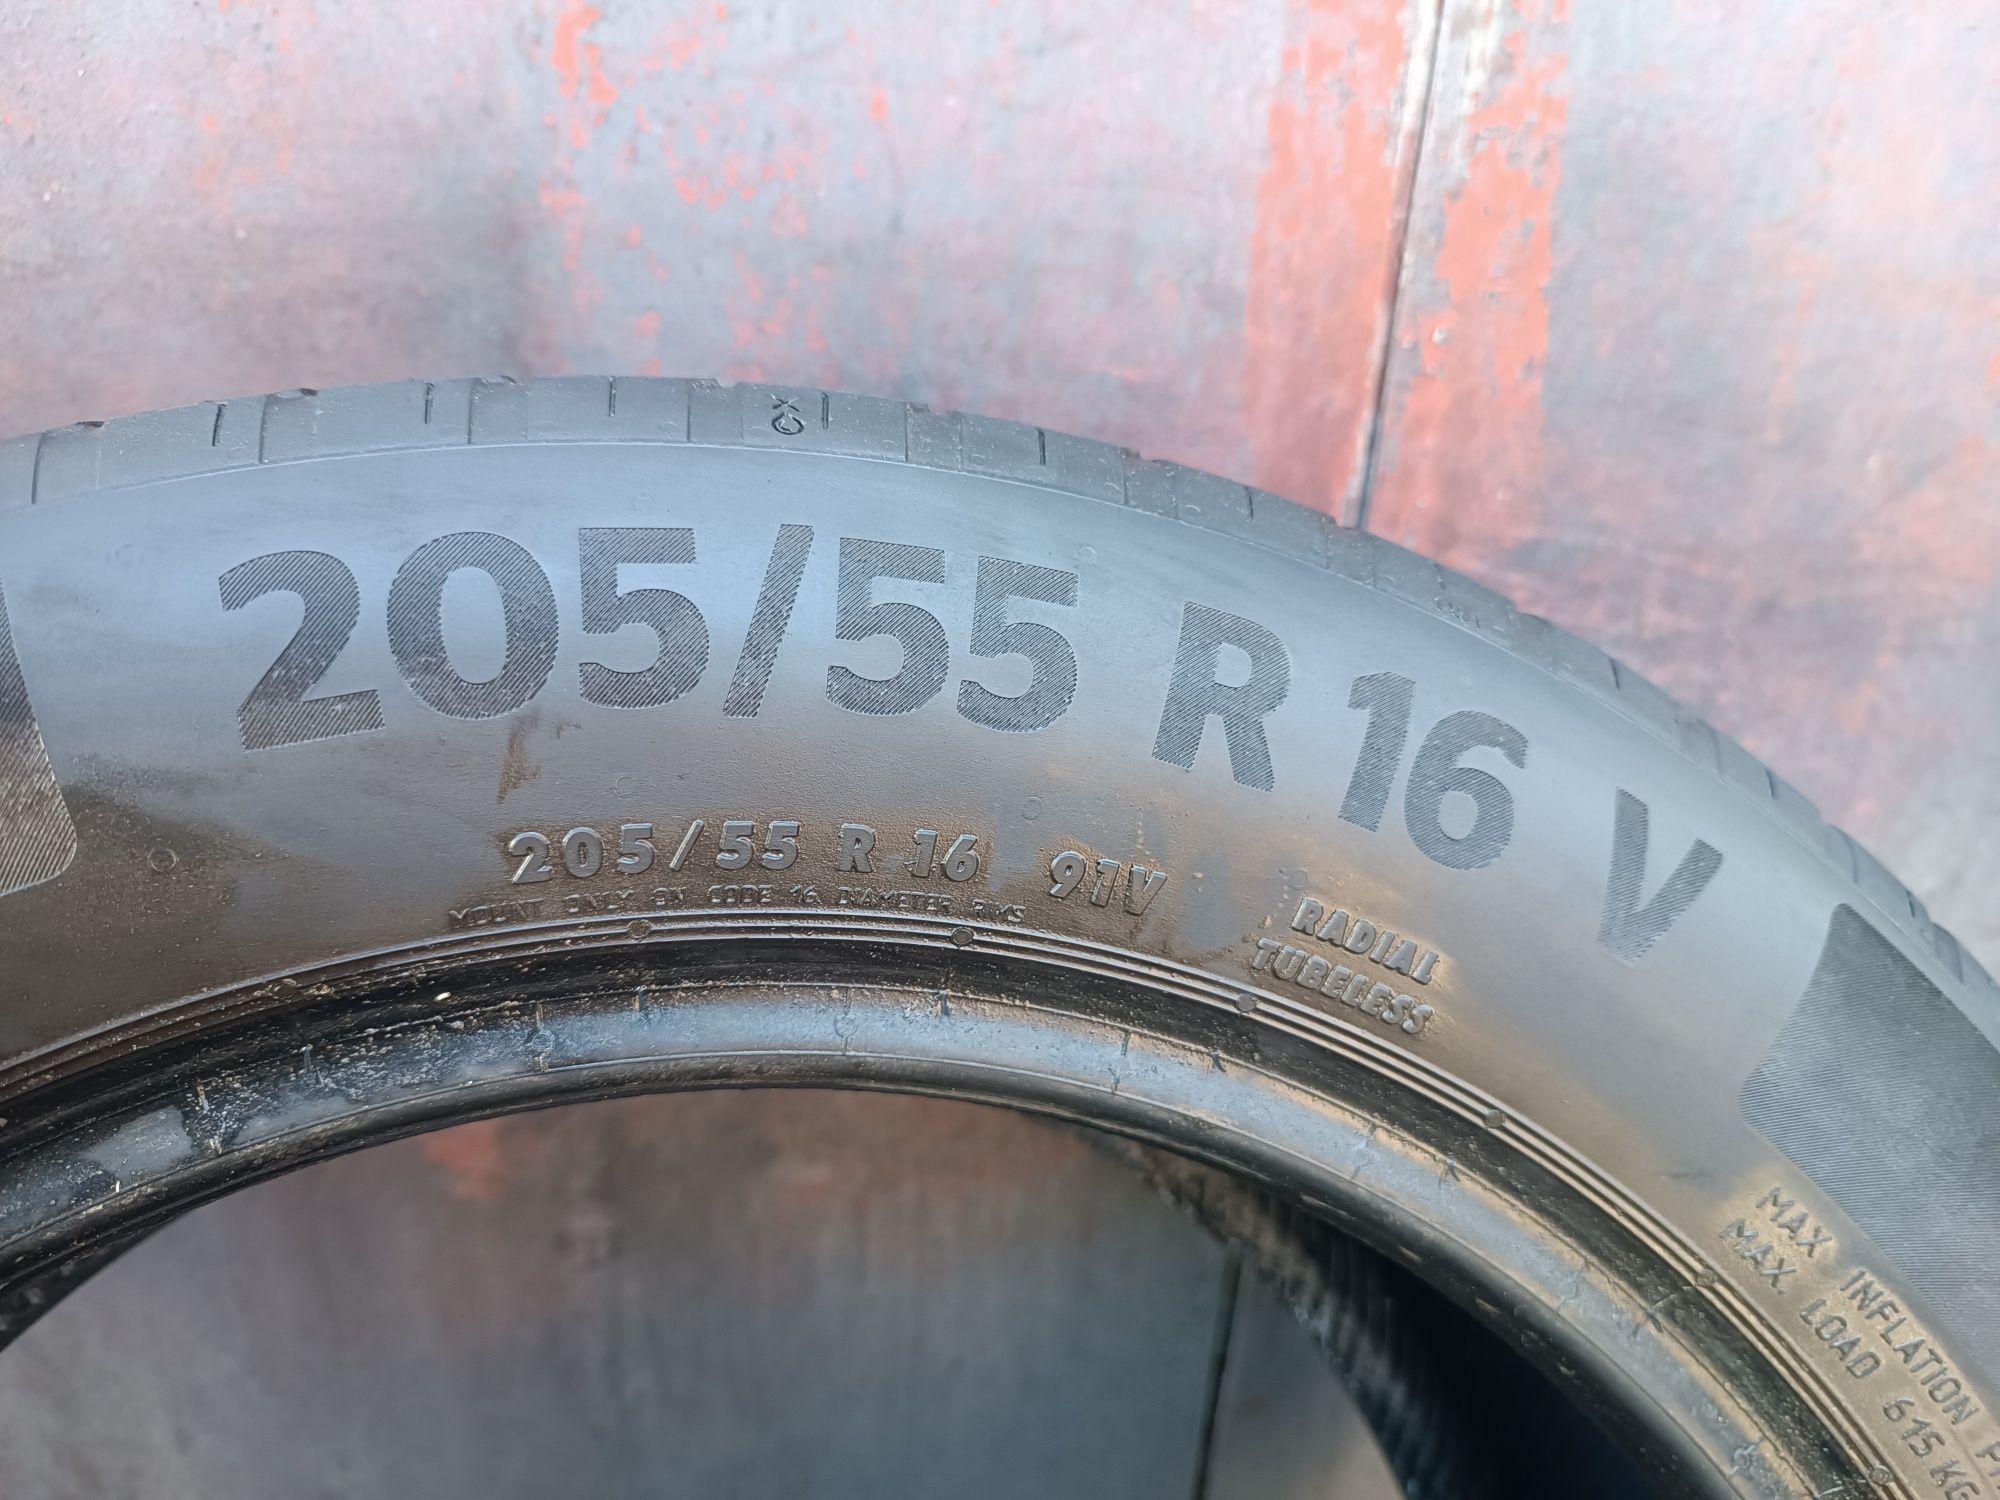 205/55 R 16 V
205/55 R 16 91V
MOUNT ONLY ON CODE 16 DIAMETER RIMS
RADIAL
TUBELESS
MAX INFLATION
MAX. LOAD 615 KG